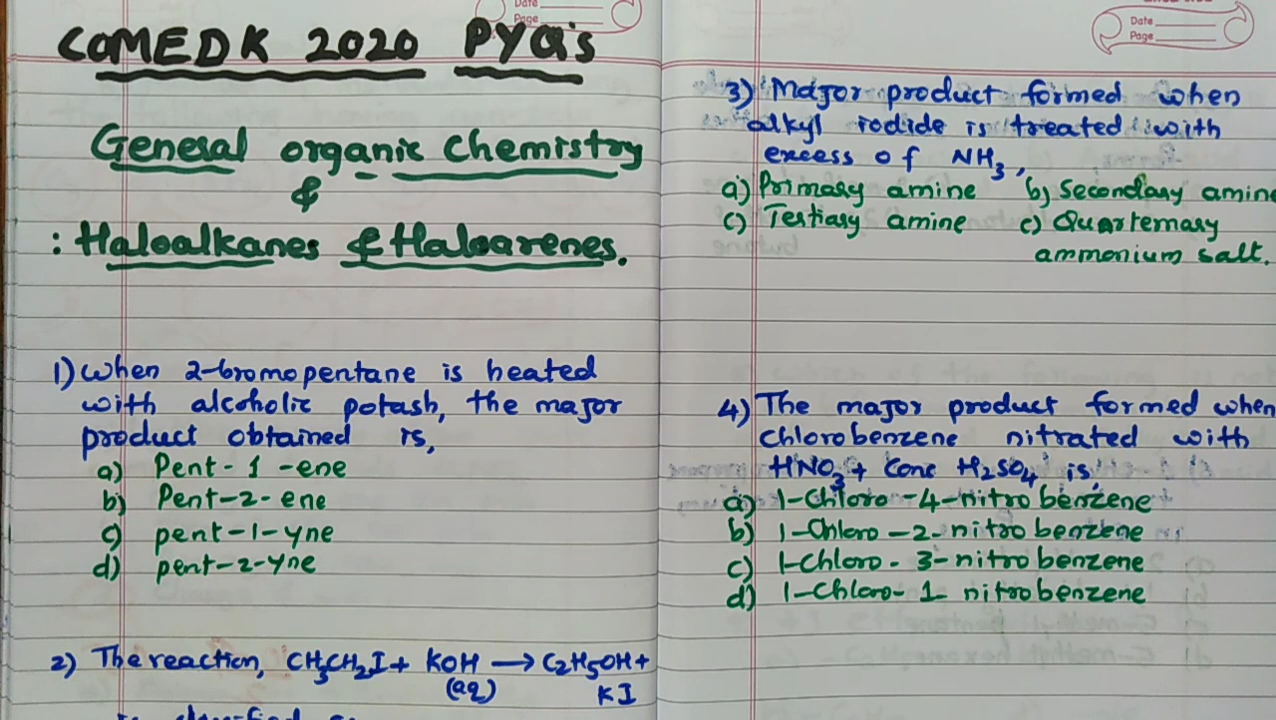 Date
Page
COMEDK 2020 PYQ's
General organic chemistry
&
: Haloalkanes & Haloarenes.
1) When 2-bromopentane is heated
with alcoholic potash, the major
product obtained is,
a) Pent-1-ene
b) Pent-2-ene
c) pent-1-yne
d) pent-2-yne
2) The reaction, CH3CH2I + KOH → C2H5OH +
(aq) KI
is classified as
Date
Page
3) Major product formed when
alkyl iodide is treated with
excess of NH3,
a) Primary amine b) Secondary amine
c) Tertiary amine c) Quarternary
ammonium salt.
4) The major product formed when
chlorobenzene nitrated with
HNO3 + Conc H2SO4 is,
a) 1-Chloro-4-nitrobenzene
b) 1-Chloro-2-nitrobenzene
c) 1-Chloro-3-nitrobenzene
d) 1-Chloro-1-nitrobenzene